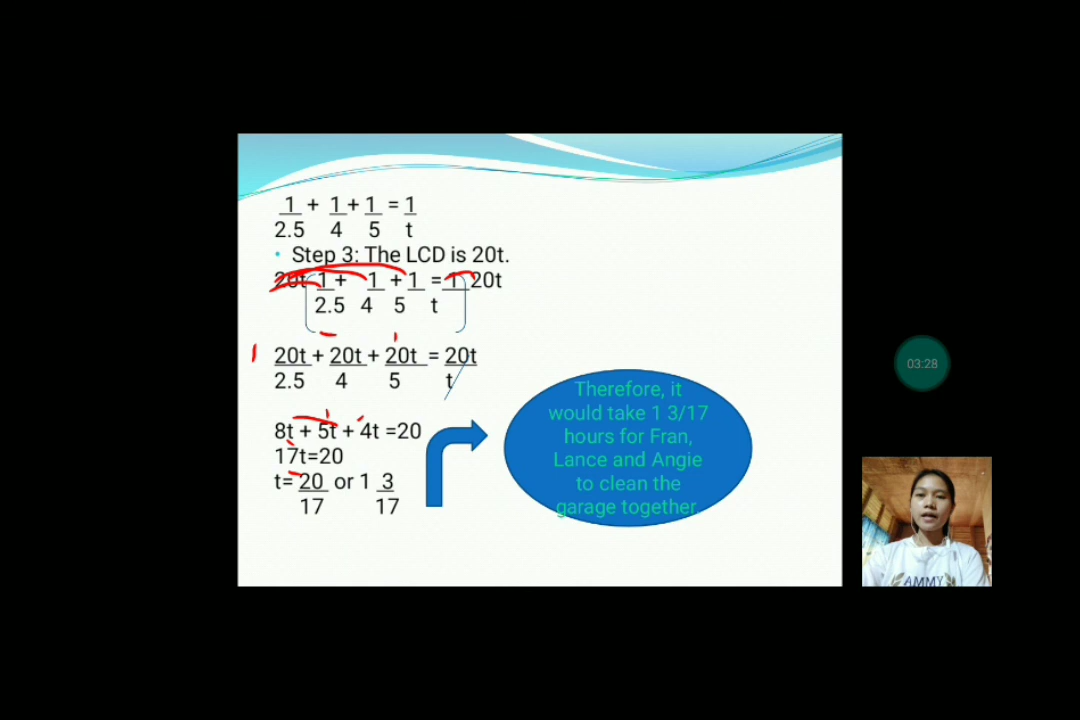 1 + 1 + 1 = 1
2.5 4 5 t
• Step 3: The LCD is 20t.
20t 1 + 1 + 1 = 1 20t
2.5 4 5 t
20t + 20t + 20t = 20t
2.5 4 5 t
8t + 5t + 4t =20
17t=20
t= 20 or 1 3
17 17
Therefore, it
would take 1 3/17
hours for Fran,
Lance and Angie
to clean the
garage together
03:28
AMMY